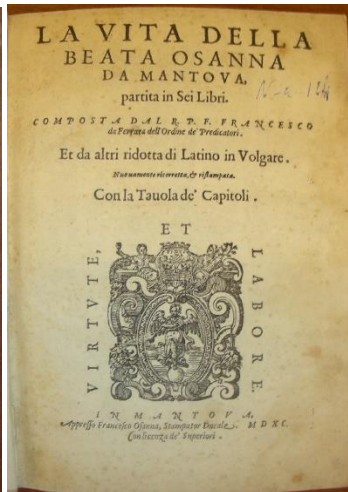 LA VITA DELLA
BEATA OSANNA
DA MANTOVA,
partita in Sei Libri.
COMPOSTA DAL R. P. F. FRANCESCO
da Ferrara dell'Ordine de' Predicatori.
Et da altri ridotta di Latino in Volgare.
Nuouamente ricorretta, & ristampata.
Con la Tauola de' Capitoli.
ET
VIRTVTE,
LABORE.
IN MANTOVA,
Appresso Francesco Osanna, Stampator Ducale. MDXC.
Con licenza de' Superiori.